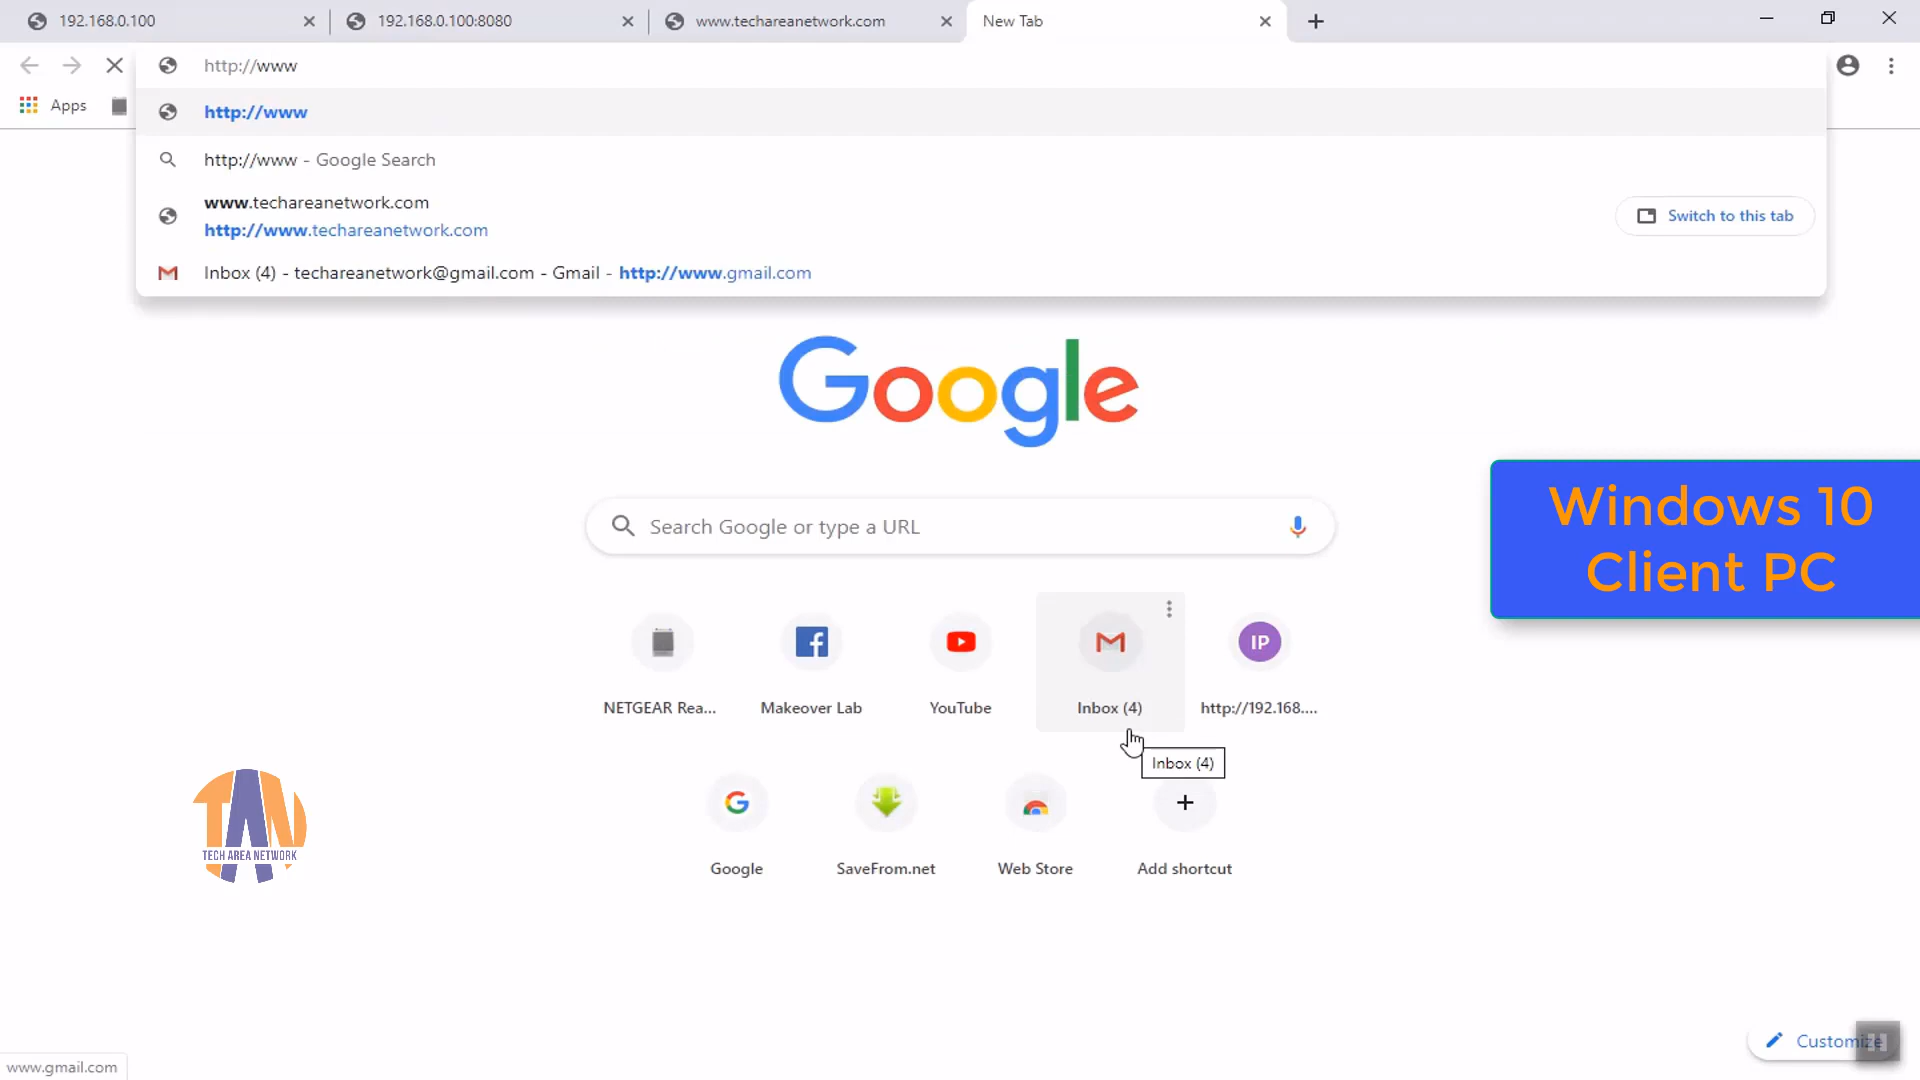 192.168.0.100
192.168.0.100:8080
www.techareanetwork.com
New Tab
http://www
Apps
http://www
http://www - Google Search
www.techareanetwork.com
http://www.techareanetwork.com
Switch to this tab
Inbox (4) - techareanetwork@gmail.com - Gmail - http://www.gmail.com
Google
Search Google or type a URL
Windows 10
Client PC
IP
NETGEAR Rea...
Makeover Lab
YouTube
Inbox (4)
http://192.168....
Inbox (4)
TAN
TECH AREA NETWORK
Google
SaveFrom.net
Web Store
Add shortcut
Customize
www.gmail.com